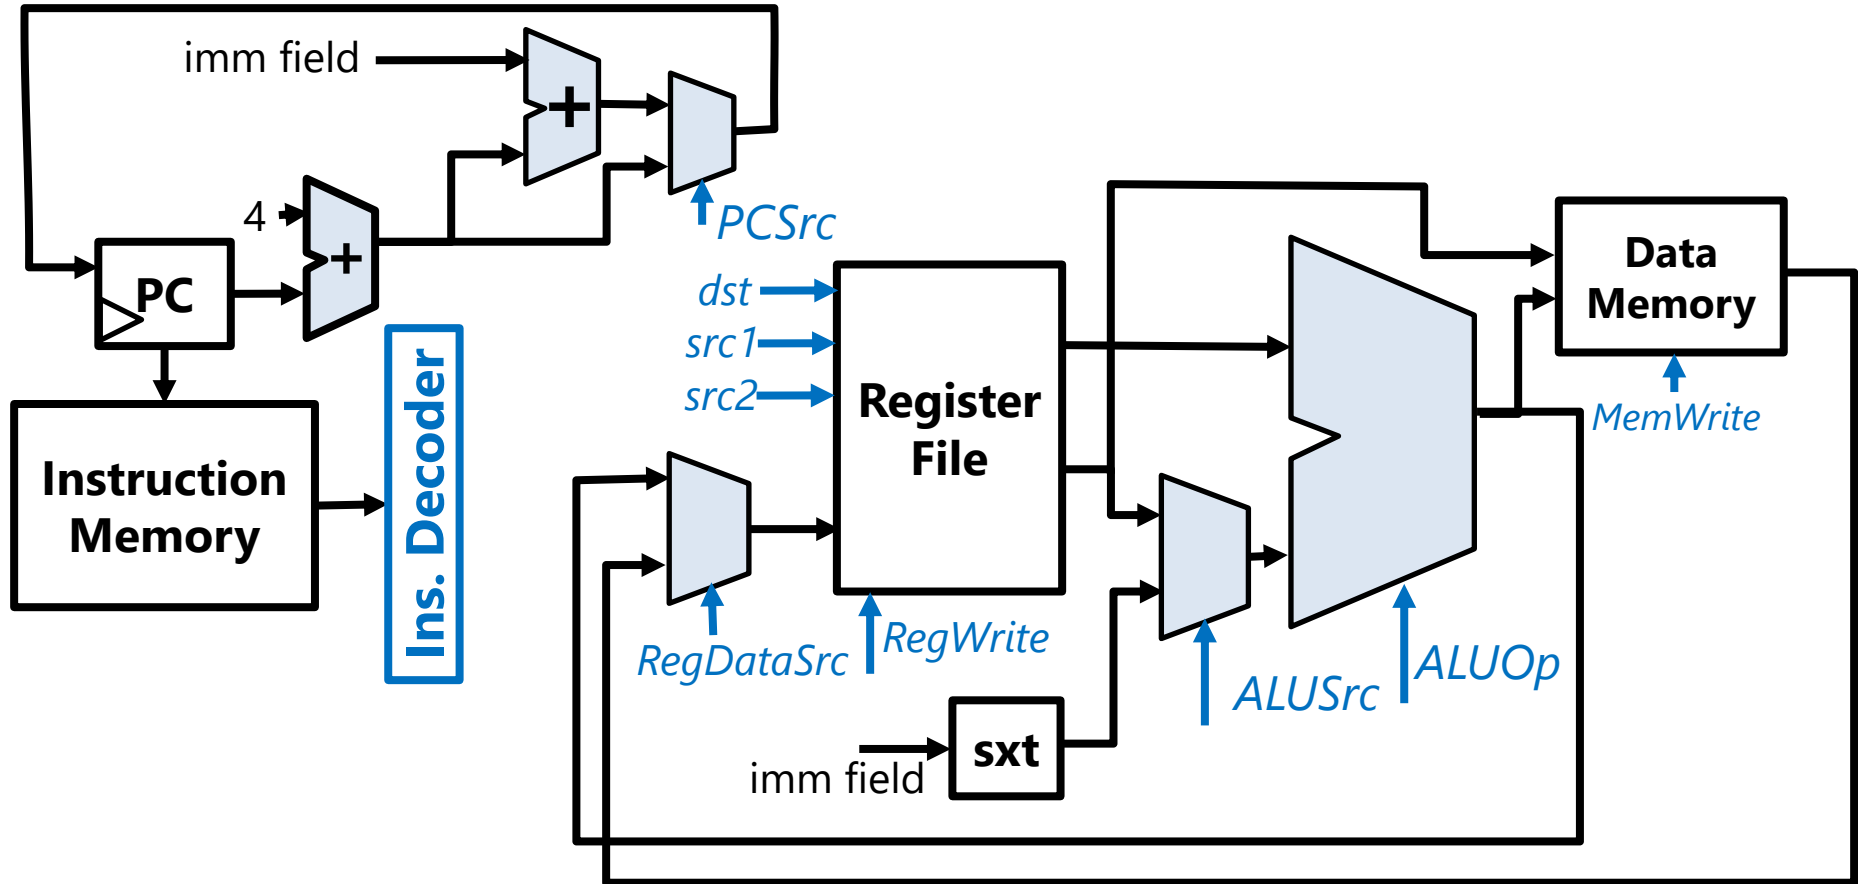 imm field
+
PCSrc
4
+
PC
Data
Memory
dst
src1
src2
Register
File
MemWrite
Ins. Decoder
Instruction
Memory
RegDataSrc
RegWrite
ALUSrc
ALUOp
sxt
imm field